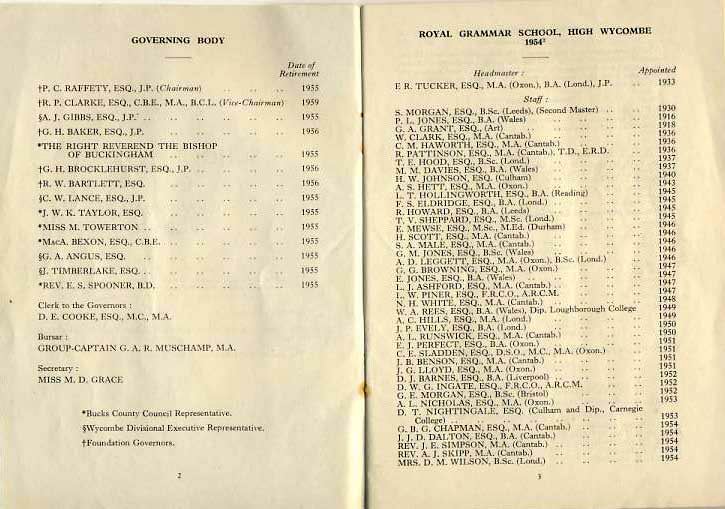 GOVERNING BODY
Date of
Retirement
†P. C. RAFFETY, ESQ., J.P. (Chairman) .. .. .. 1955
†R. P. CLARKE, ESQ., C.B.E., M.A., B.C.L. (Vice-Chairman) 1959
§A. J. GIBBS, ESQ., J.P. .. .. .. .. .. 1955
†G. H. BAKER, ESQ., J.P. .. .. .. .. 1956
*THE RIGHT REVEREND THE BISHOP
OF BUCKINGHAM .. .. .. .. .. 1955
†G. H. BROCKLEHURST, ESQ., J.P. .. .. .. .. 1956
†R. W. BARTLETT, ESQ. .. .. .. .. 1956
§C. W. LANCE, ESQ., J.P. .. .. .. .. 1955
*J. W. K. TAYLOR, ESQ. .. .. .. .. 1955
*MISS M. TOWERTON .. .. .. .. .. 1955
*MacA. BEXON, ESQ., C.B.E. .. .. .. .. 1955
§G. A. ANGUS, ESQ. .. .. .. .. 1955
§J. TIMBERLAKE, ESQ. .. .. .. .. .. 1955
*REV. E. S. SPOONER, B.D. .. .. .. .. 1955
Clerk to the Governors :
D. E. COOKE, ESQ., M.C., M.A.
Bursar :
GROUP-CAPTAIN G. A. R. MUSCHAMP, M.A.
Secretary :
MISS M. D. GRACE
*Bucks County Council Representative.
§Wycombe Divisional Executive Representative.
†Foundation Governors.
2
ROYAL GRAMMAR SCHOOL, HIGH WYCOMBE
1954
Headmaster : Appointed
E. R. TUCKER, ESQ., M.A. (Oxon.), B.A. (Lond.), J.P. .. 1933
Staff :
S. MORGAN, ESQ., B.Sc. (Leeds), (Second Master) .. .. 1930
P. L. JONES, ESQ., B.A. (Wales) .. .. .. 1916
G. A. GRANT, ESQ., (Art) .. .. .. 1918
W. CLARK, ESQ., M.A. (Cantab.) .. .. .. 1936
C. M. HAWORTH, ESQ., M.A. (Cantab.) .. .. 1936
R. PATTINSON, ESQ., M.A. (Cantab.), T.D., E.R.D. .. 1936
T. E. HOOD, ESQ., B.Sc. (Lond.) .. .. .. 1937
M. M. DAVIES, ESQ., B.A. (Wales) .. .. .. 1937
H. W. JOHNSON, ESQ. (Culham) .. .. .. 1940
A. S. HETT, ESQ., M.A. (Oxon.) .. .. .. 1943
L. T. HOLLINGWORTH, ESQ., B.A. (Reading) .. .. 1945
F. S. ELDRIDGE, ESQ., B.A. (Lond.) .. .. 1945
R. HOWARD, ESQ., B.A. (Leeds) .. .. .. 1945
T. V. SHEPPARD, ESQ., M.Sc. (Lond.) .. .. 1945
E. MEWSE, ESQ., M.Sc., M.Ed. (Durham) .. .. 1946
H. SCOTT, ESQ., M.A. (Cantab.) .. .. .. 1946
S. A. MALE, ESQ., M.A. (Cantab.) .. .. .. 1946
G. M. JONES, ESQ., B.Sc. (Wales) .. .. .. 1946
A. D. LEGGETT, ESQ., M.A. (Oxon.), B.Sc. (Lond.) .. 1946
G. G. BROWNING, ESQ., M.A. (Oxon.) .. .. 1947
E. JONES, ESQ., B.A. (Wales) .. .. .. 1947
L. J. ASHFORD, ESQ., M.A. (Cantab.) .. .. .. 1947
L. W. PINER, ESQ., F.R.C.O., A.R.C.M. .. .. 1947
N. H. WHITE, ESQ., M.A. (Cantab.) .. .. .. 1948
W. A. REES, ESQ., B.A. (Wales), Dip. Loughborough College 1949
A. C. HILLS, ESQ., M.A. (Lond.) .. .. .. 1949
J. P. EVELY, ESQ., B.A. (Lond.) .. .. .. 1950
A. L. RUNSWICK, ESQ., M.A. (Cantab.) .. .. 1950
E. J. PERFECT, ESQ., B.A. (Oxon.) .. .. .. 1951
C. E. SLADDEN, ESQ., D.S.O., M.C., M.A. (Oxon.) .. 1951
J. B. BENSON, ESQ., M.A. (Cantab.) .. .. .. 1951
J. G. LLOYD, ESQ., M.A. (Oxon.) .. .. .. 1951
D. J. BARNES, ESQ., B.A. (Liverpool) .. .. .. 1952
D. W. G. INGATE, ESQ., F.R.C.O., A.R.C.M. .. .. 1952
G. E. MORGAN, ESQ., B.Sc. (Bristol) .. .. .. 1952
A. L. NICHOLAS, ESQ., M.A. (Oxon.) .. .. .. 1953
D. T. NIGHTINGALE, ESQ. (Culham and Dip., Carnegie
College) .. .. .. .. .. .. 1953
G. B. G. CHAPMAN, ESQ., M.A. (Cantab.) .. .. 1954
J. J. D. DALTON, ESQ., B.A. (Cantab.) .. .. .. 1954
REV. J. E. SIMPSON, M.A. (Cantab.) .. .. .. 1954
REV. A. J. SKIPP, M.A. (Cantab.) .. .. .. 1954
MRS. D. M. WILSON, B.Sc. (Lond.) .. .. .. 1954
3